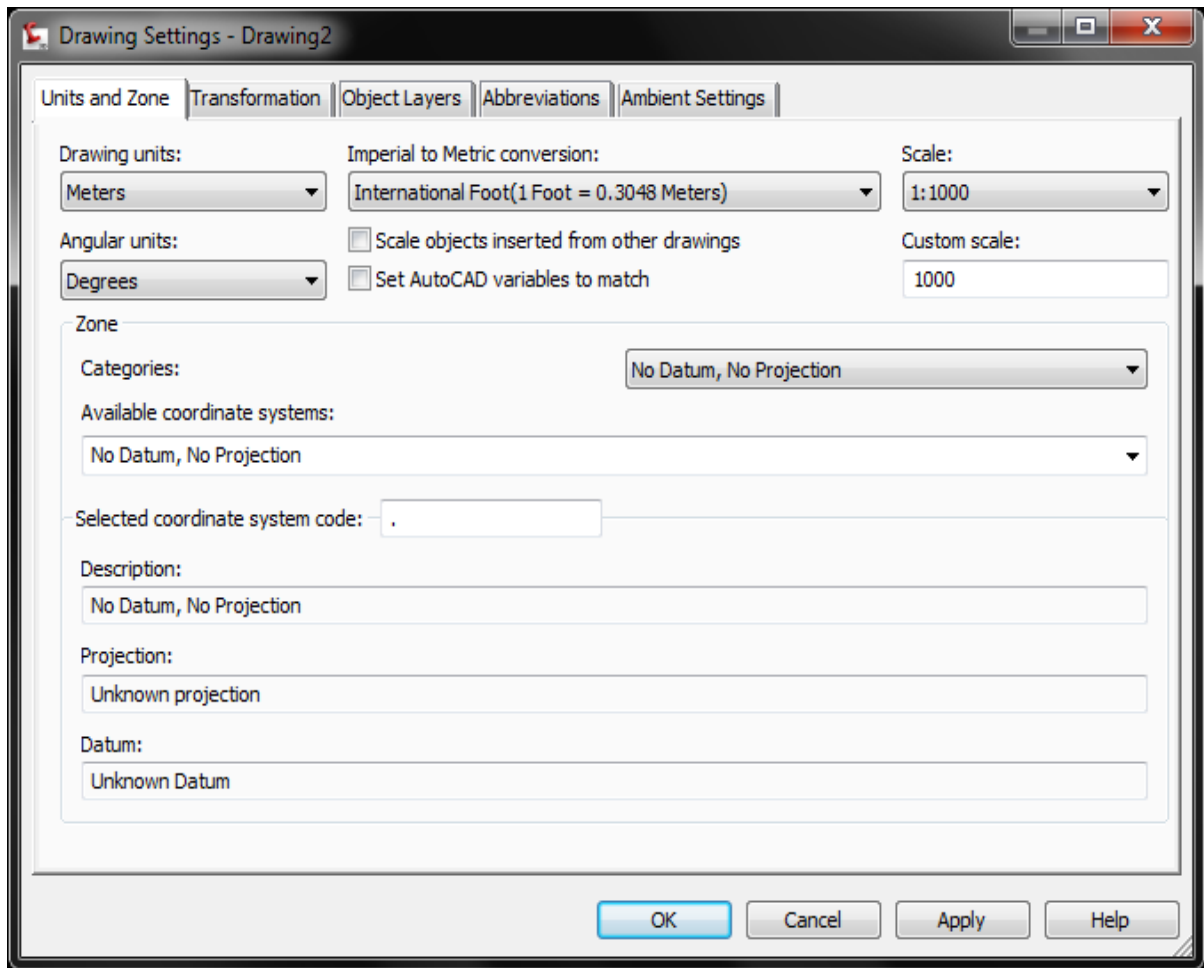 Drawing Settings - Drawing2
Units and Zone Transformation Object Layers Abbreviations Ambient Settings
Drawing units: Imperial to Metric conversion: Scale:
Meters International Foot(1 Foot = 0.3048 Meters) 1:1000
Angular units: Scale objects inserted from other drawings Custom scale:
Degrees Set AutoCAD variables to match 1000
Zone
Categories: No Datum, No Projection
Available coordinate systems:
No Datum, No Projection
Selected coordinate system code: .
Description:
No Datum, No Projection
Projection:
Unknown projection
Datum:
Unknown Datum
OK Cancel Apply Help